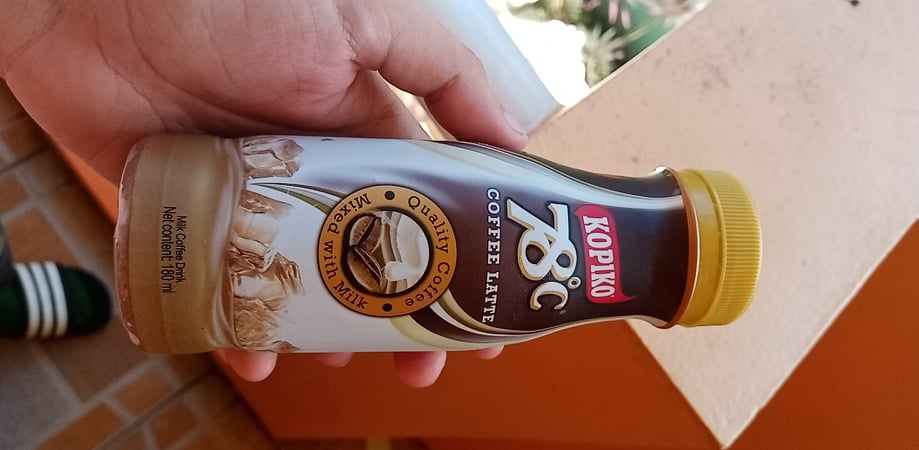 KOPIKO
78°C
COFFEE LATTE
Quality Coffee
Mixed with Milk
Milk Coffee Drink
Net content: 180 ml